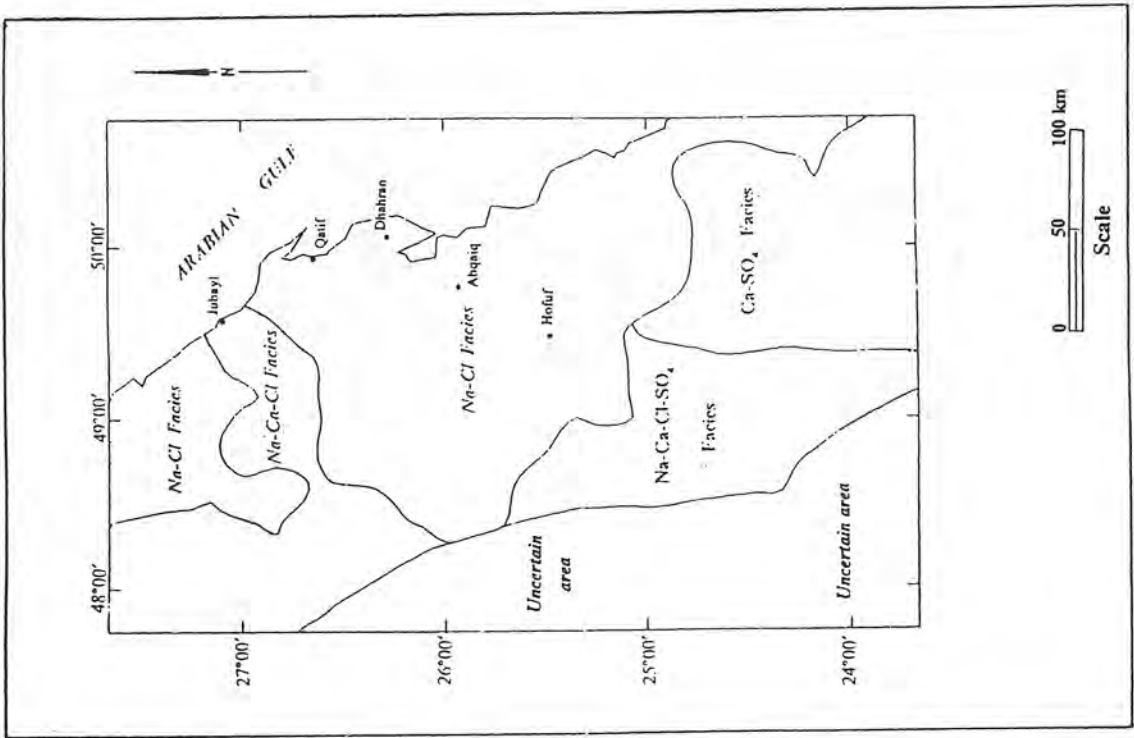 N
ARABIAN GULF
50°00'
49°00'
48°00'
27°00'
26°00'
25°00'
24°00'
Jubayl
Qatif
Dhahran
Abqaiq
Hofuf
Na-Cl Facies
Na-Ca-Cl Facies
Na-Cl Facies
Na-Ca-Cl-SO₄
Facies
Ca-SO₄ Facies
Uncertain
area
Uncertain area
0 50 100 km
Scale